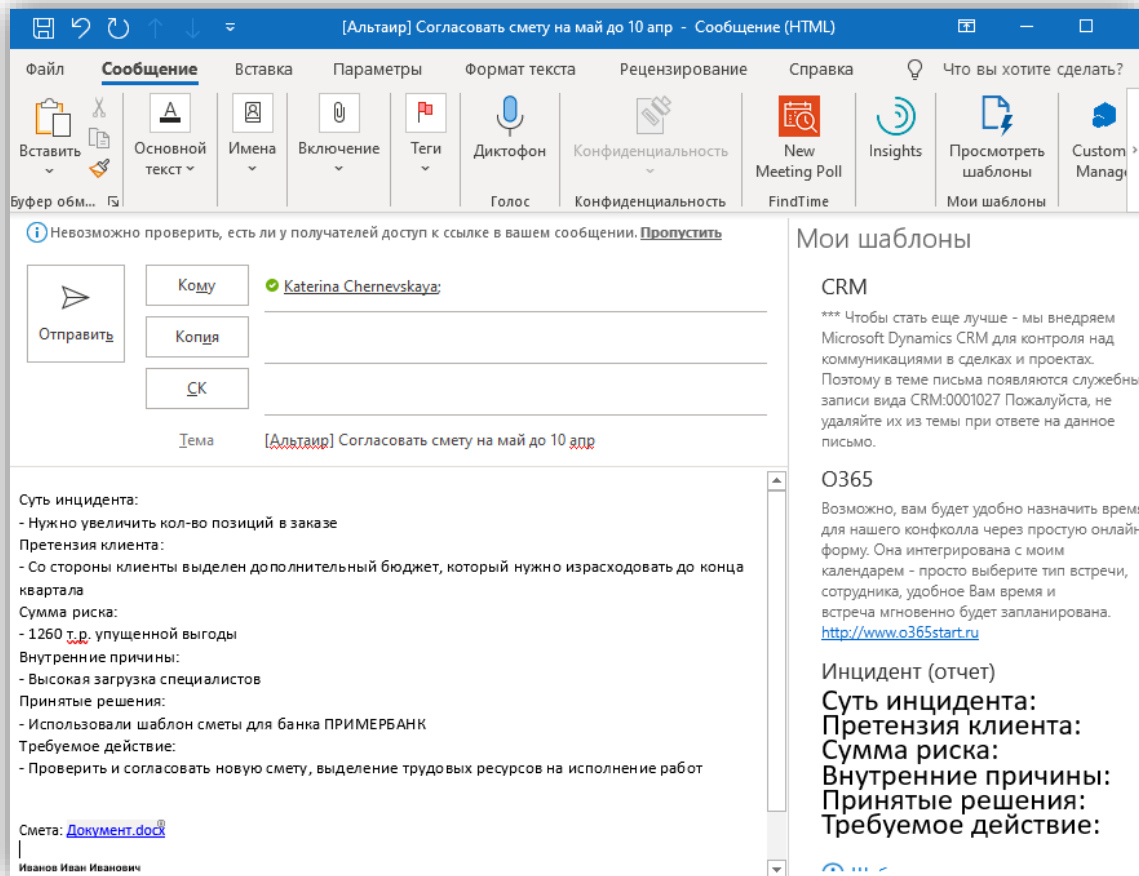 [Альтаир] Согласовать смету на май до 10 апр - Сообщение (HTML)
Файл Сообщение Вставка Параметры Формат текста Рецензирование Справка Что вы хотите сделать?
Вставить
Основной текст
Имена
Включение
Теги
Диктофон
Конфиденциальность
New Meeting Poll
Insights
Просмотреть шаблоны
Custom
Manag
Буфер обм... Голос Конфиденциальность FindTime Мои шаблоны
Невозможно проверить, есть ли у получателей доступ к ссылке в вашем сообщении. Пропустить
Отправить
Кому
Katerina Chernevskaya;
Копия
СК
Тема
[Альтаир] Согласовать смету на май до 10 апр
Суть инцидента:
- Нужно увеличить кол-во позиций в заказе
Претензия клиента:
- Со стороны клиенты выделен дополнительный бюджет, который нужно израсходовать до конца
квартала
Сумма риска:
- 1260 т.р. упущенной выгоды
Внутренние причины:
- Высокая загрузка специалистов
Принятые решения:
- Использовали шаблон сметы для банка ПРИМЕРБАНК
Требуемое действие:
- Проверить и согласовать новую смету, выделение трудовых ресурсов на исполнение работ
Смета: Документ.docx
Иванов Иван Иванович
Мои шаблоны
CRM
*** Чтобы стать еще лучше - мы внедряем
Microsoft Dynamics CRM для контроля над
коммуникациями в сделках и проектах.
Поэтому в теме письма появляются служебны
записи вида CRM:0001027 Пожалуйста, не
удаляйте их из темы при ответе на данное
письмо.
O365
Возможно, вам будет удобно назначить время
для нашего конфколла через простую онлайн
форму. Она интегрирована с моим
календарем - просто выберите тип встречи,
сотрудника, удобное Вам время и
встреча мгновенно будет запланирована.
http://www.o365start.ru
Инцидент (отчет)
Суть инцидента:
Претензия клиента:
Сумма риска:
Внутренние причины:
Принятые решения:
Требуемое действие: